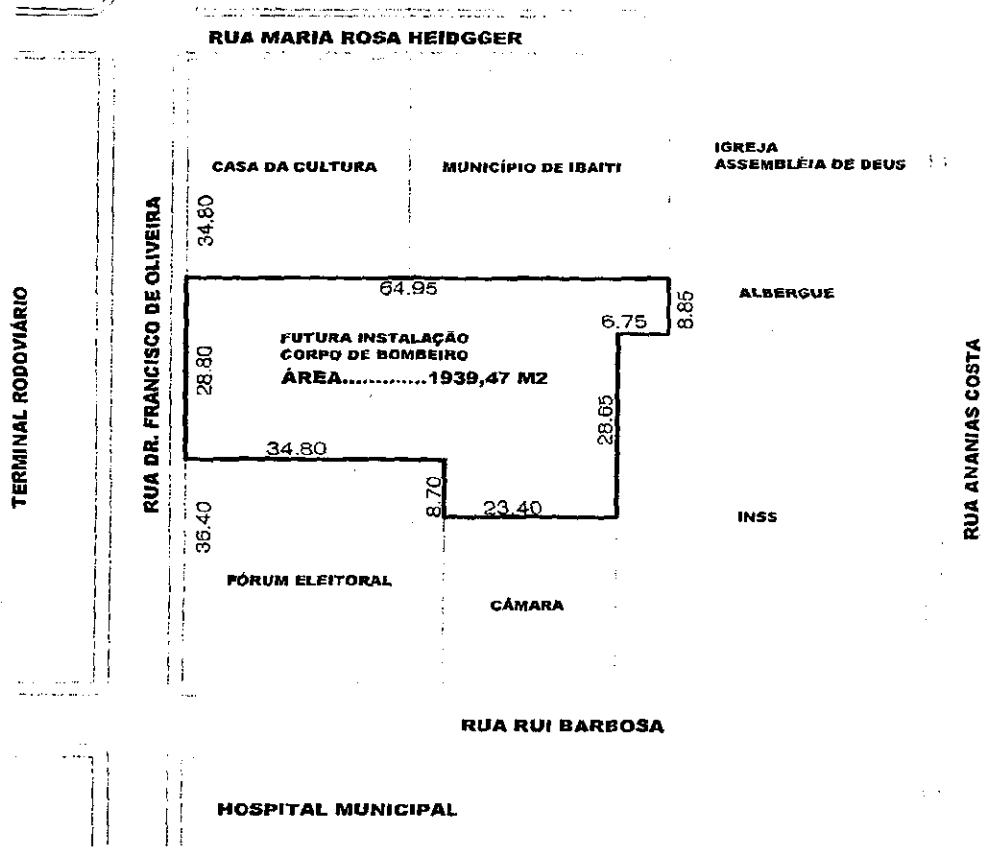 RUA MARIA ROSA HEIDGGER
CASA DA CULTURA
MUNICÍPIO DE IBAITI
IGREJA
ASSEMBLÉIA DE DEUS
34.80
RUA DR. FRANCISCO DE OLIVEIRA
TERMINAL RODOVIÁRIO
64.95
8.85
ALBERGUE
6.75
FUTURA INSTALAÇÃO
CORPO DE BOMBEIRO
ÁREA.............1939,47 M2
28.80
28.65
RUA ANANIAS COSTA
34.80
8.70
23.40
36.40
INSS
FÓRUM ELEITORAL
CÂMARA
RUA RUI BARBOSA
HOSPITAL MUNICIPAL